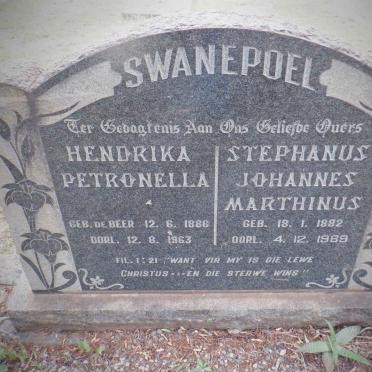 SWANEPOEL
Ter Gedagtenis Aan Ons Geliefde Ouers
HENDRIKA
PETRONELLA
GEB. DE BEER 12. 6. 1886
OORL. 12. 8. 1963
STEPHANUS
JOHANNES
MARTHINUS
GEB. 19. 1. 1882
OORL. 4. 12. 1969
FIL. 1: 21 "WANT VIR MY IS DIE LEWE
CHRISTUS --- EN DIE STERWE WINS"